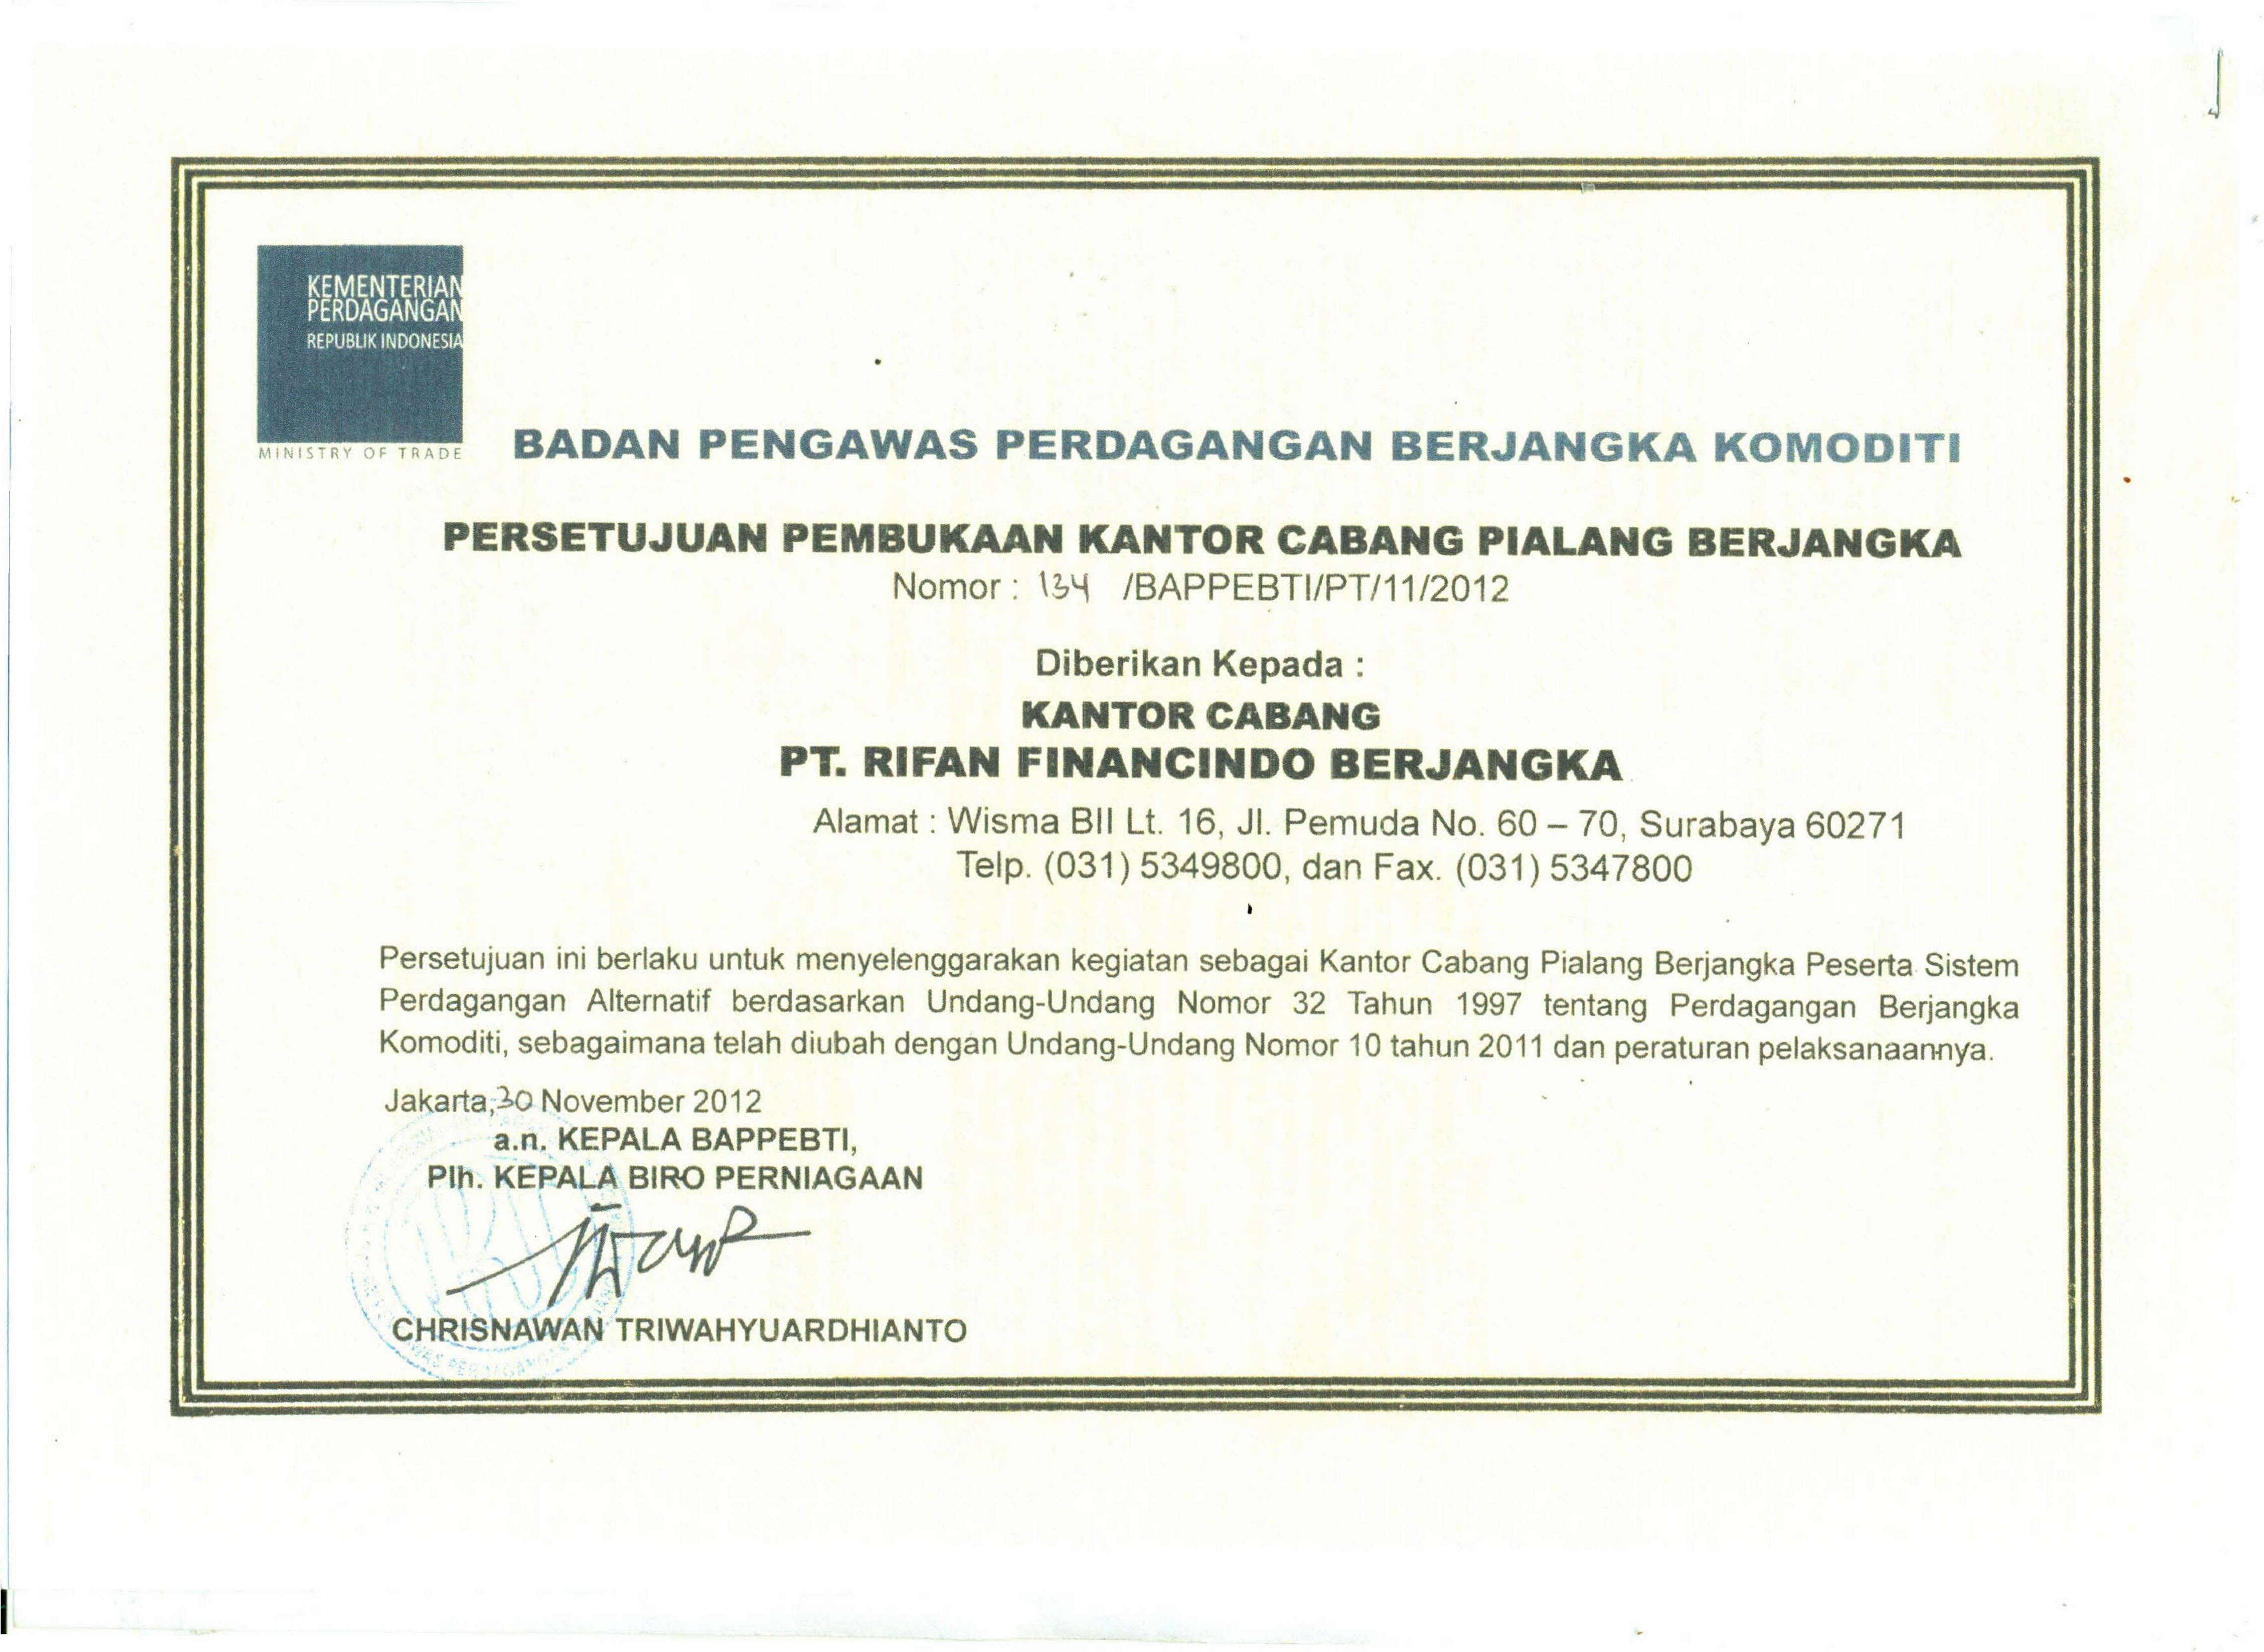 KEMENTERIAN
PERDAGANGAN
REPUBLIK INDONESIA
MINISTRY OF TRADE
BADAN PENGAWAS PERDAGANGAN BERJANGKA KOMODITI
PERSETUJUAN PEMBUKAAN KANTOR CABANG PIALANG BERJANGKA
Nomor : 134 /BAPPEBTI/PT/11/2012
Diberikan Kepada :
KANTOR CABANG
PT. RIFAN FINANCINDO BERJANGKA
Alamat : Wisma BII Lt. 16, Jl. Pemuda No. 60 – 70, Surabaya 60271
Telp. (031) 5349800, dan Fax. (031) 5347800
Persetujuan ini berlaku untuk menyelenggarakan kegiatan sebagai Kantor Cabang Pialang Berjangka Peserta Sistem
Perdagangan Alternatif berdasarkan Undang-Undang Nomor 32 Tahun 1997 tentang Perdagangan Berjangka
Komoditi, sebagaimana telah diubah dengan Undang-Undang Nomor 10 tahun 2011 dan peraturan pelaksanaannya.
Jakarta, 30 November 2012
a.n. KEPALA BAPPEBTI,
Plh. KEPALA BIRO PERNIAGAAN
CHRISNAWAN TRIWAHYUARDHIANTO